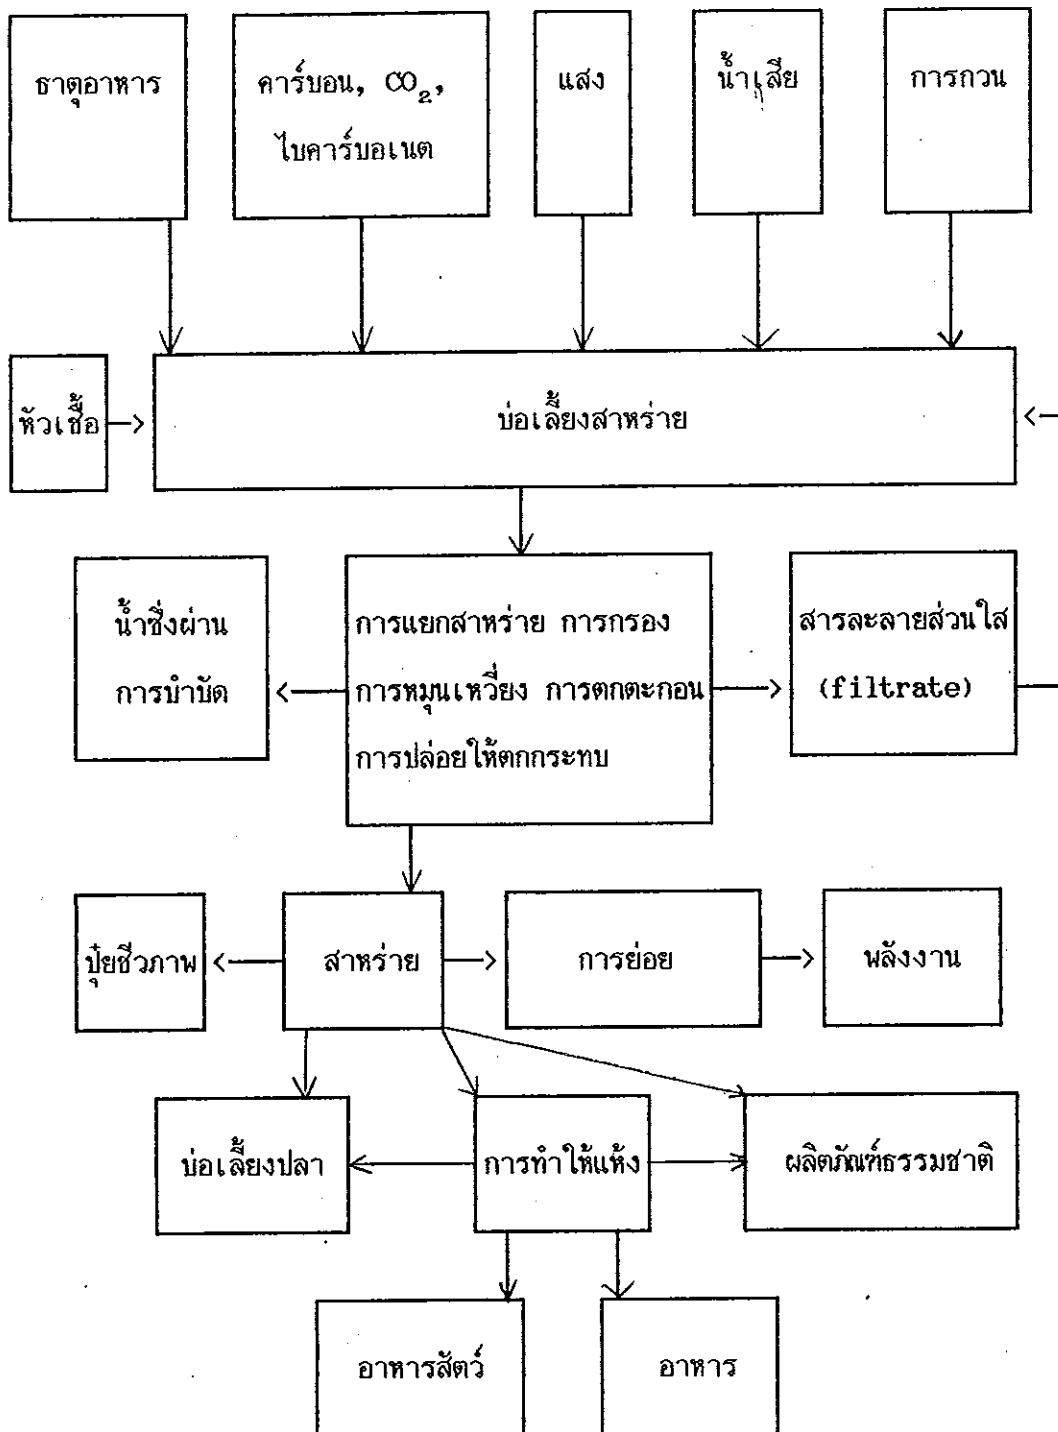 ธาตุอาหาร
คาร์บอน, CO₂,
ไบคาร์บอเนต
แสง
น้ำเสีย
การกวน
หัวเชื้อ
บ่อเลี้ยงสาหร่าย
น้ำซึ่งผ่าน
การบำบัด
การแยกสาหร่าย การกรอง
การหมุนเหวี่ยง การตกตะกอน
การปล่อยให้ตกกระทบ
สารละลายส่วนใส
(filtrate)
ปุ๋ยชีวภาพ
สาหร่าย
การย่อย
พลังงาน
บ่อเลี้ยงปลา
การทำให้แห้ง
ผลิตภัณฑ์ธรรมชาติ
อาหารสัตว์
อาหาร